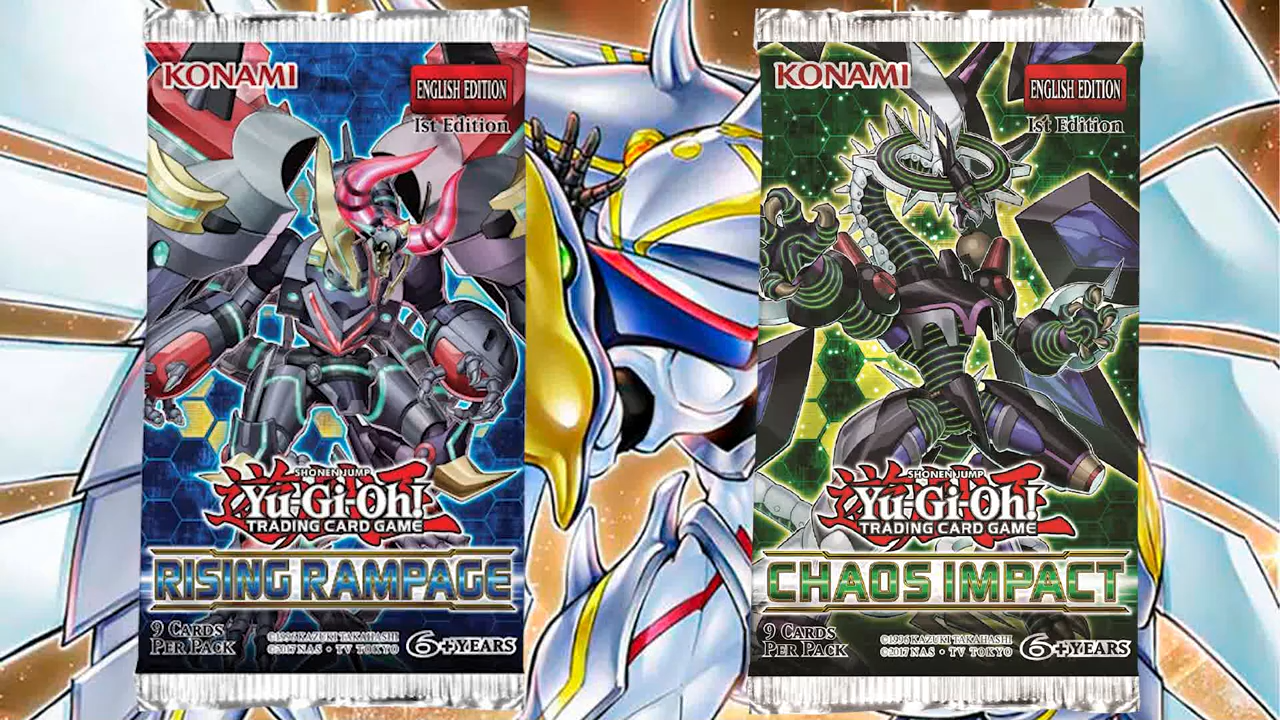 KONAMI
ENGLISH EDITION
1st Edition
SHONEN JUMP
Yu-Gi-Oh!
TRADING CARD GAME
RISING RAMPAGE
9 CARDS
PER PACK
©1996 KAZUKI TAKAHASHI
©2017 NAS • TV TOKYO
6+YEARS
KONAMI
ENGLISH EDITION
1st Edition
SHONEN JUMP
Yu-Gi-Oh!
TRADING CARD GAME
CHAOS IMPACT
9 CARDS
PER PACK
©1996 KAZUKI TAKAHASHI
©2017 NAS • TV TOKYO
6+YEARS